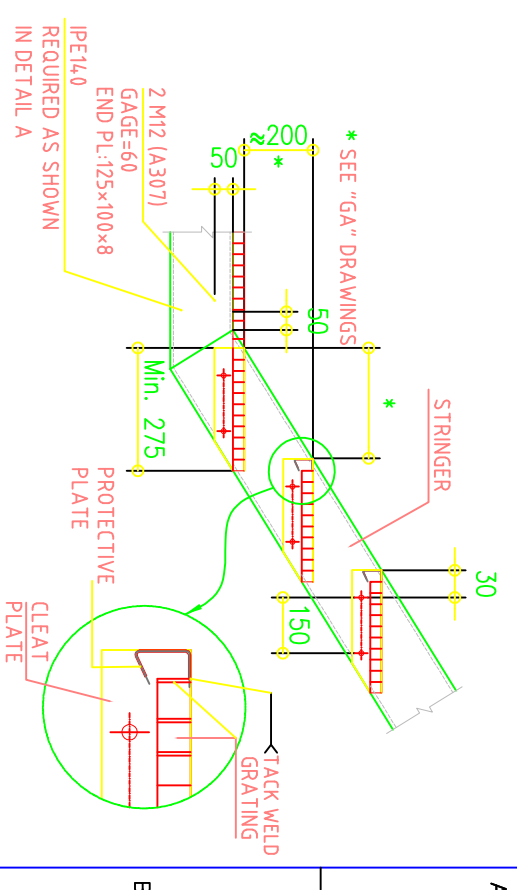 * SEE "GA" DRAWINGS
≈200
*
50
2 M12 (A307)
GAGE=60
END PL:125×100×8
IPE140
REQUIRED AS SHOWN
IN DETAIL A
50
*
Min. 275
STRINGER
30
150
PROTECTIVE
PLATE
CLEAT
PLATE
TACK WELD
GRATING